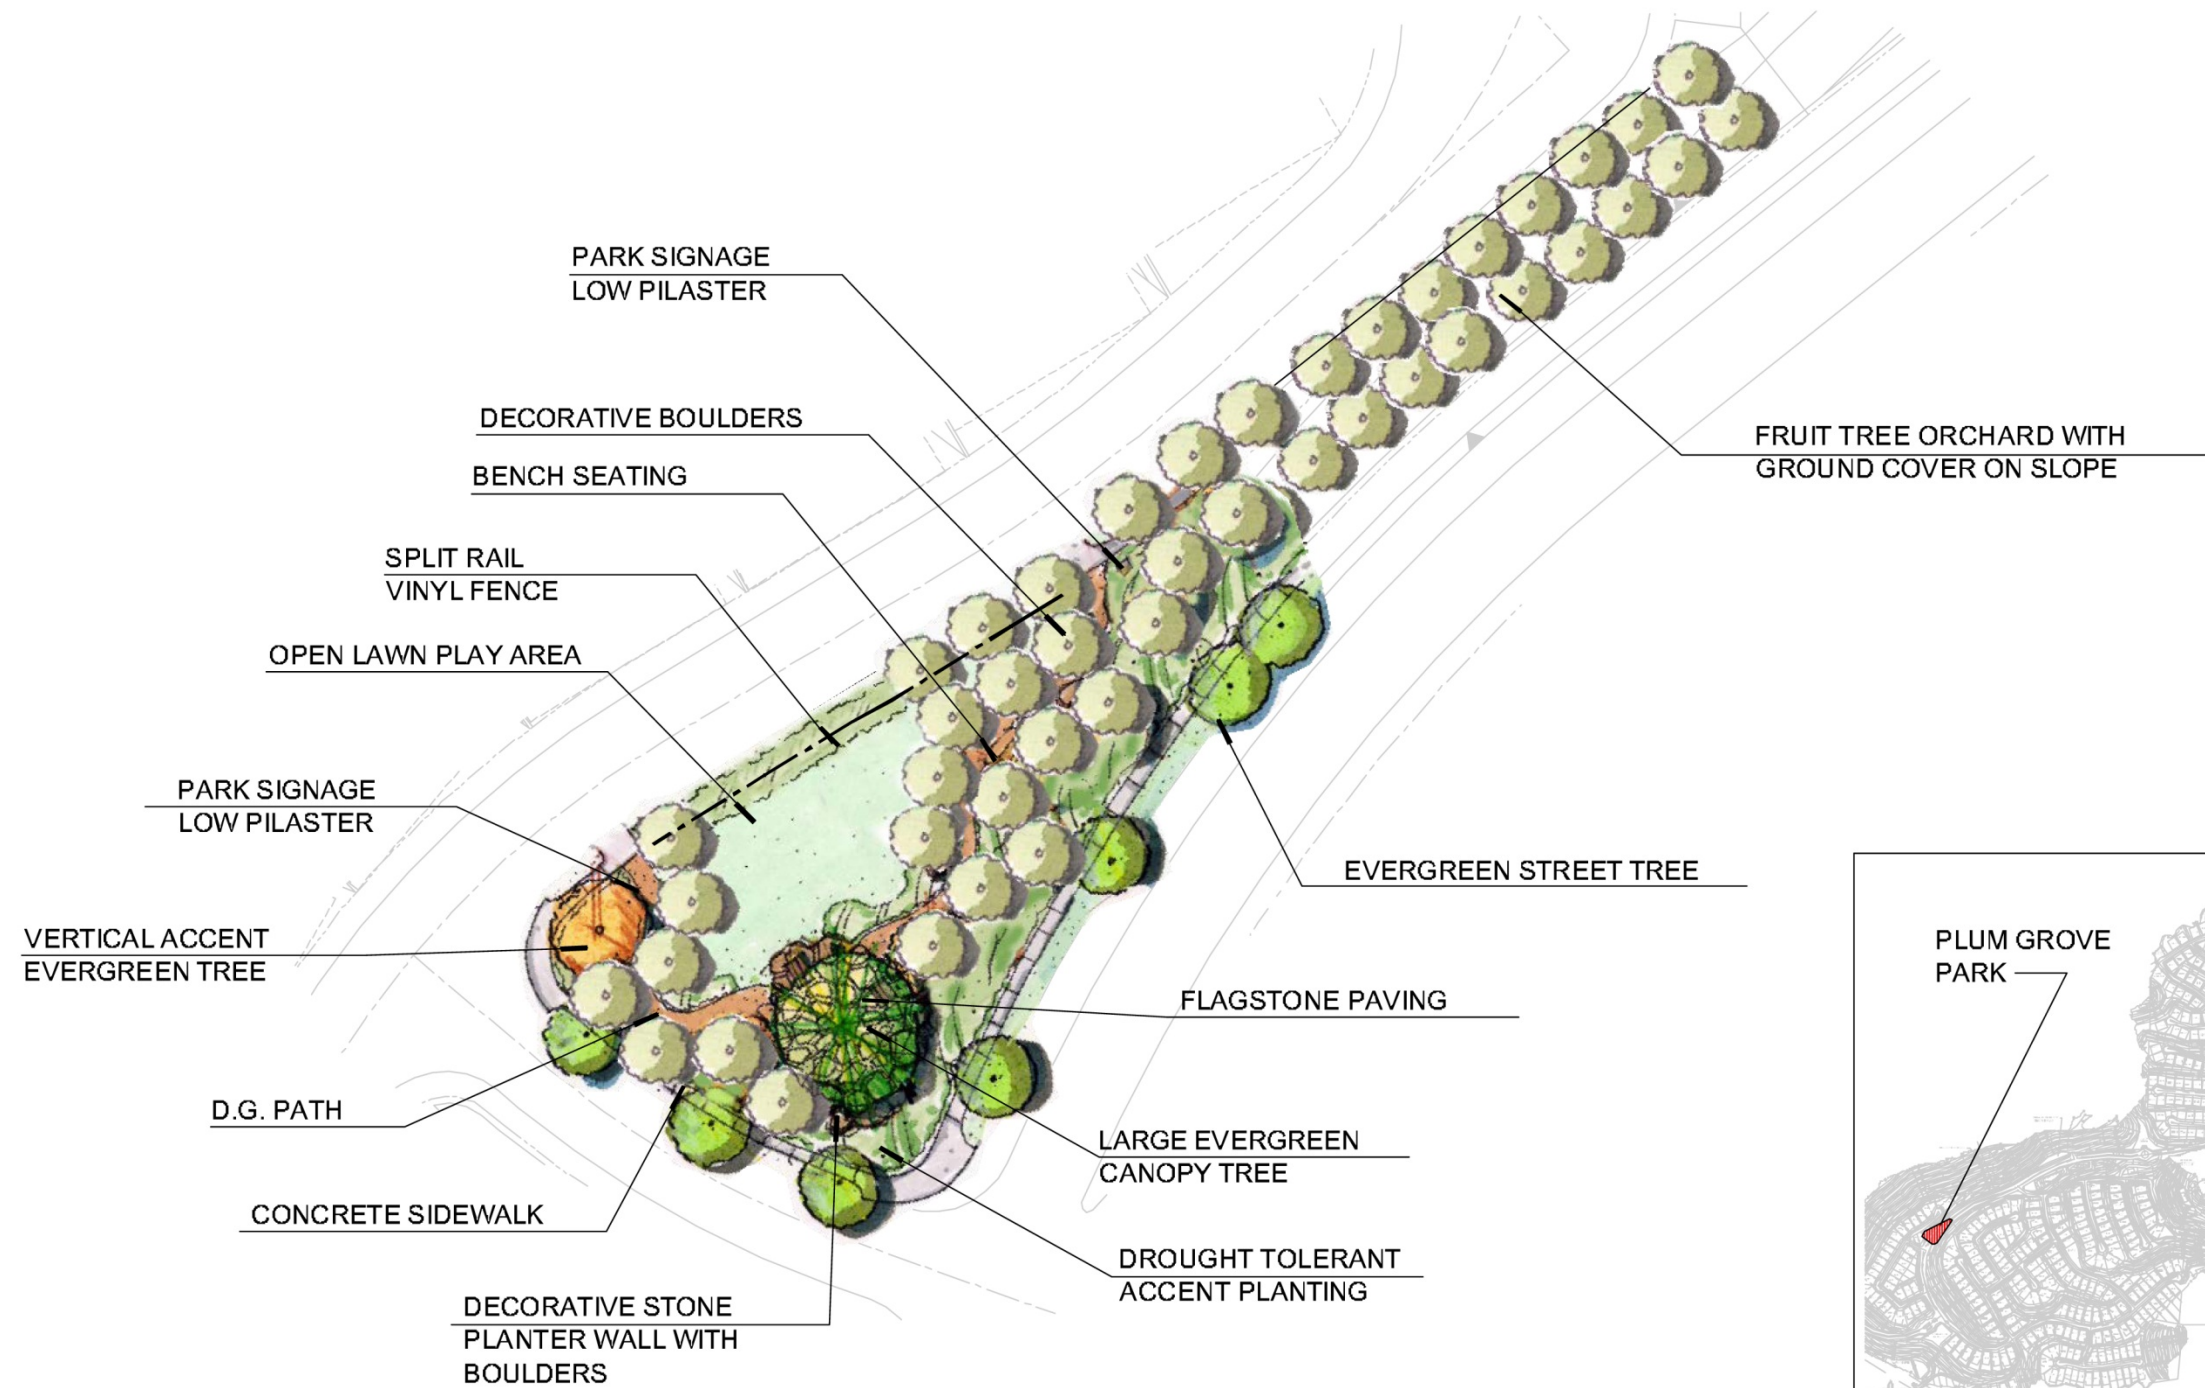 PARK SIGNAGE
LOW PILASTER
DECORATIVE BOULDERS
BENCH SEATING
SPLIT RAIL
VINYL FENCE
OPEN LAWN PLAY AREA
PARK SIGNAGE
LOW PILASTER
VERTICAL ACCENT
EVERGREEN TREE
D.G. PATH
CONCRETE SIDEWALK
DECORATIVE STONE
PLANTER WALL WITH
BOULDERS
FRUIT TREE ORCHARD WITH
GROUND COVER ON SLOPE
EVERGREEN STREET TREE
FLAGSTONE PAVING
LARGE EVERGREEN
CANOPY TREE
DROUGHT TOLERANT
ACCENT PLANTING
PLUM GROVE
PARK